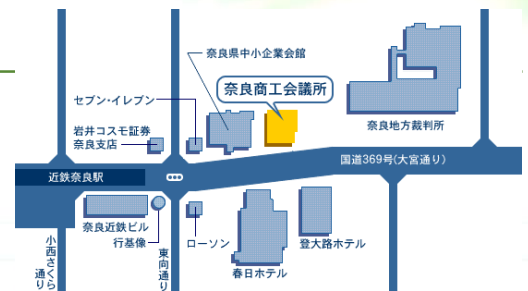 奈良県中小企業会館
奈良商工会議所
セブン・イレブン
岩井コスモ証券
奈良支店
奈良地方裁判所
国道369号(大宮通り)
近鉄奈良駅
奈良近鉄ビル
行基像
ローソン
春日ホテル
登大路ホテル
小西さくら
通り
東向通り